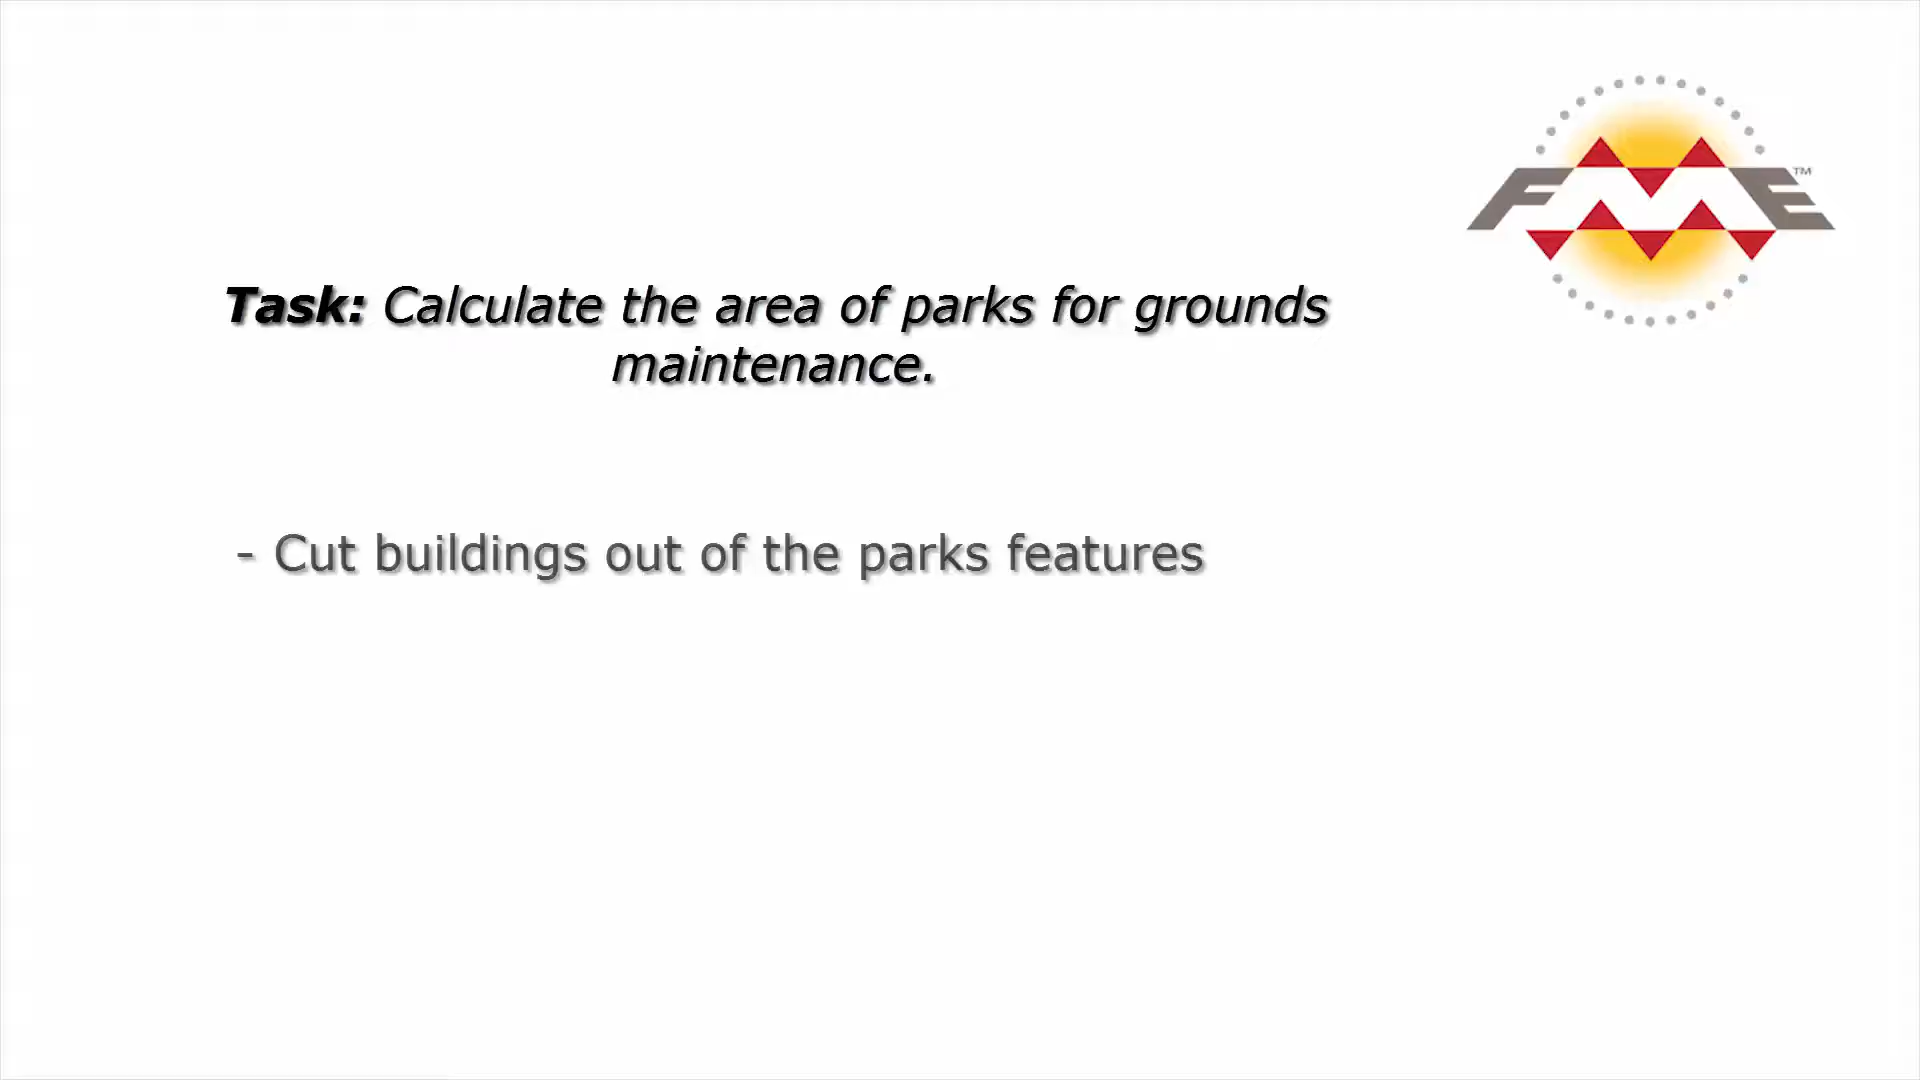 FME™
Task: Calculate the area of parks for grounds
maintenance.
- Cut buildings out of the parks features